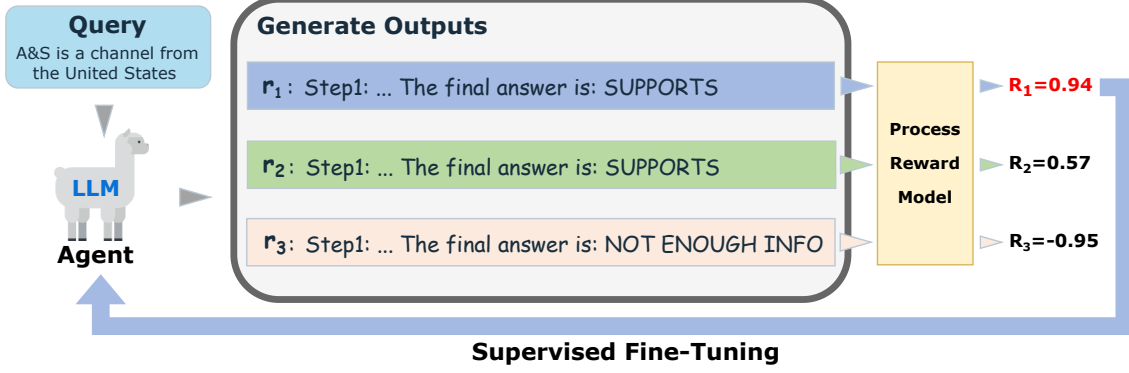 Query
A&S is a channel from
the United States
LLM
Agent
Generate Outputs
r1: Step1: ... The final answer is: SUPPORTS
r2: Step1: ... The final answer is: SUPPORTS
r3: Step1: ... The final answer is: NOT ENOUGH INFO
Process
Reward
Model
R1=0.94
R2=0.57
R3=-0.95
Supervised Fine-Tuning